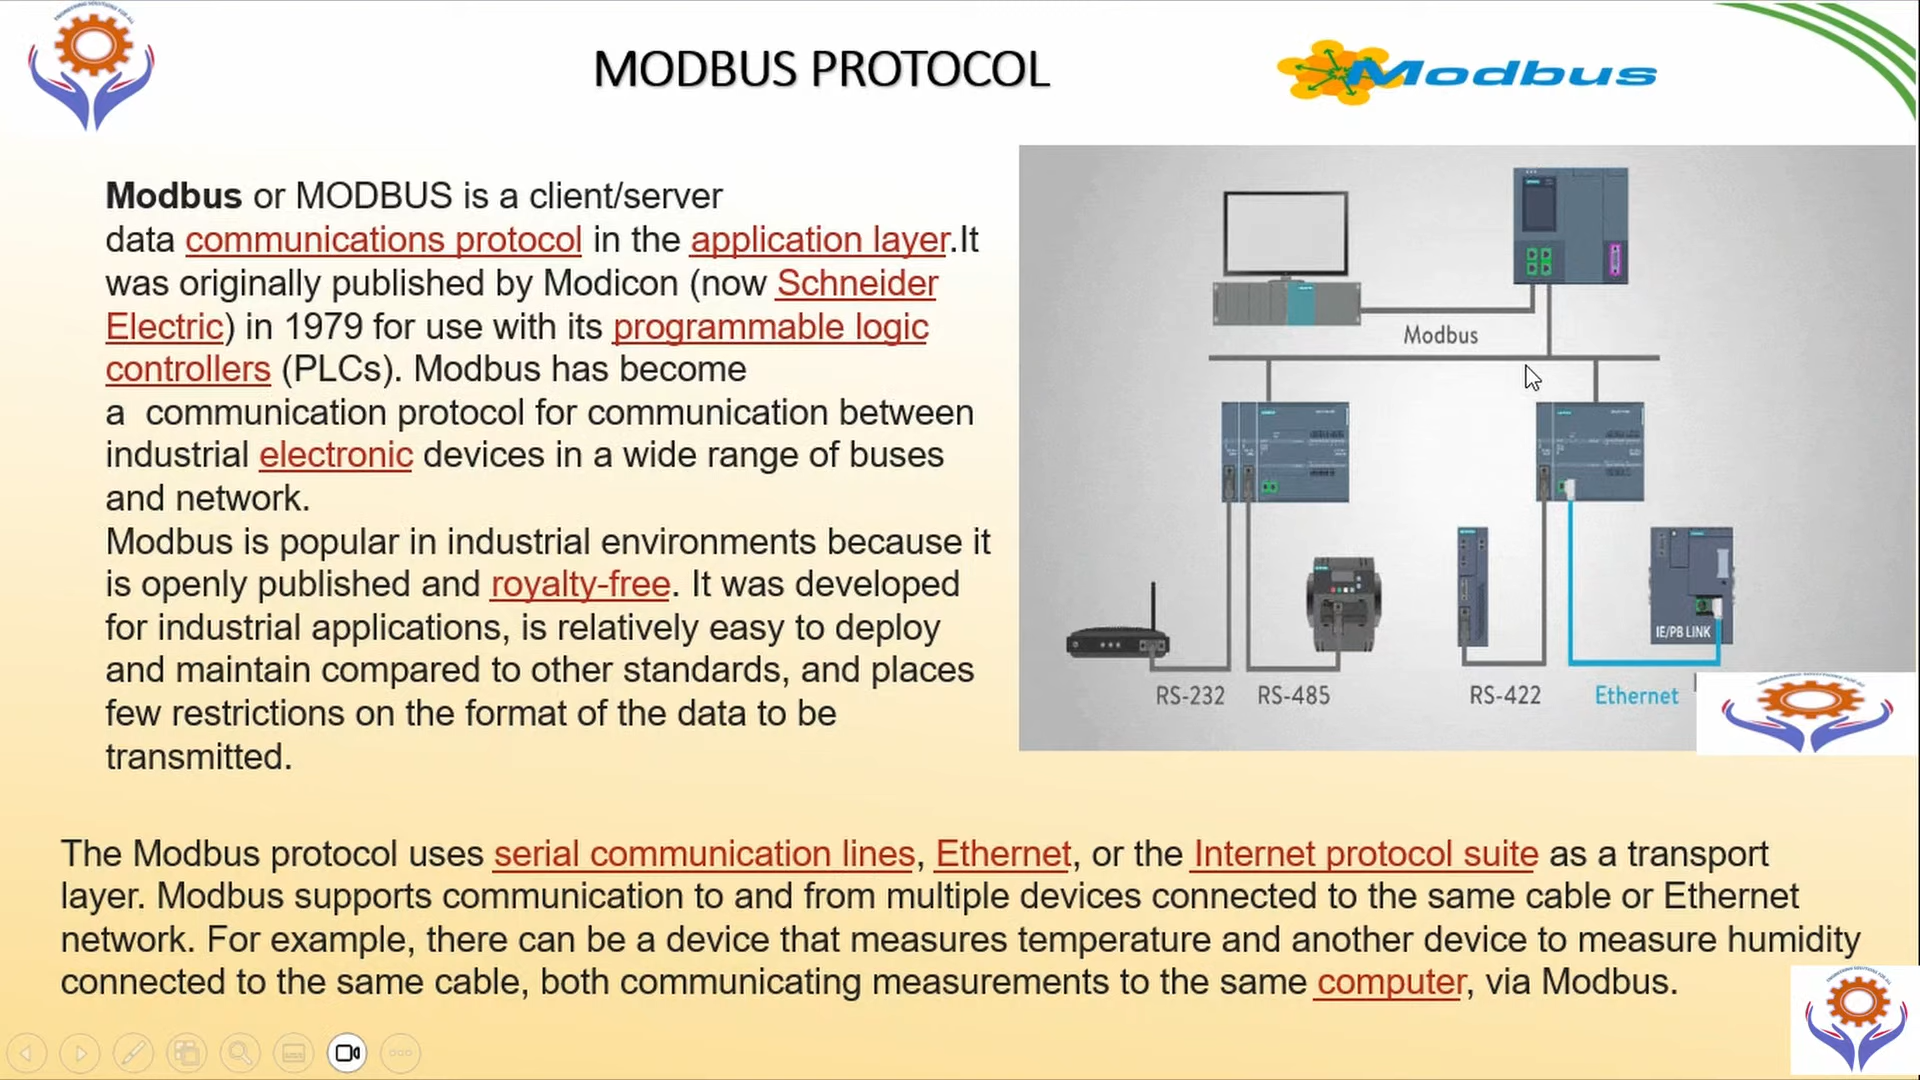 MODBUS PROTOCOL
Modbus
Modbus or MODBUS is a client/server
data communications protocol in the application layer.It
was originally published by Modicon (now Schneider
Electric) in 1979 for use with its programmable logic
controllers (PLCs). Modbus has become
a  communication protocol for communication between
industrial electronic devices in a wide range of buses
and network.
Modbus is popular in industrial environments because it
is openly published and royalty-free. It was developed
for industrial applications, is relatively easy to deploy
and maintain compared to other standards, and places
few restrictions on the format of the data to be
transmitted.
Modbus
IE/PB LINK
RS-232
RS-485
RS-422
Ethernet
The Modbus protocol uses serial communication lines, Ethernet, or the Internet protocol suite as a transport
layer. Modbus supports communication to and from multiple devices connected to the same cable or Ethernet
network. For example, there can be a device that measures temperature and another device to measure humidity
connected to the same cable, both communicating measurements to the same computer, via Modbus.